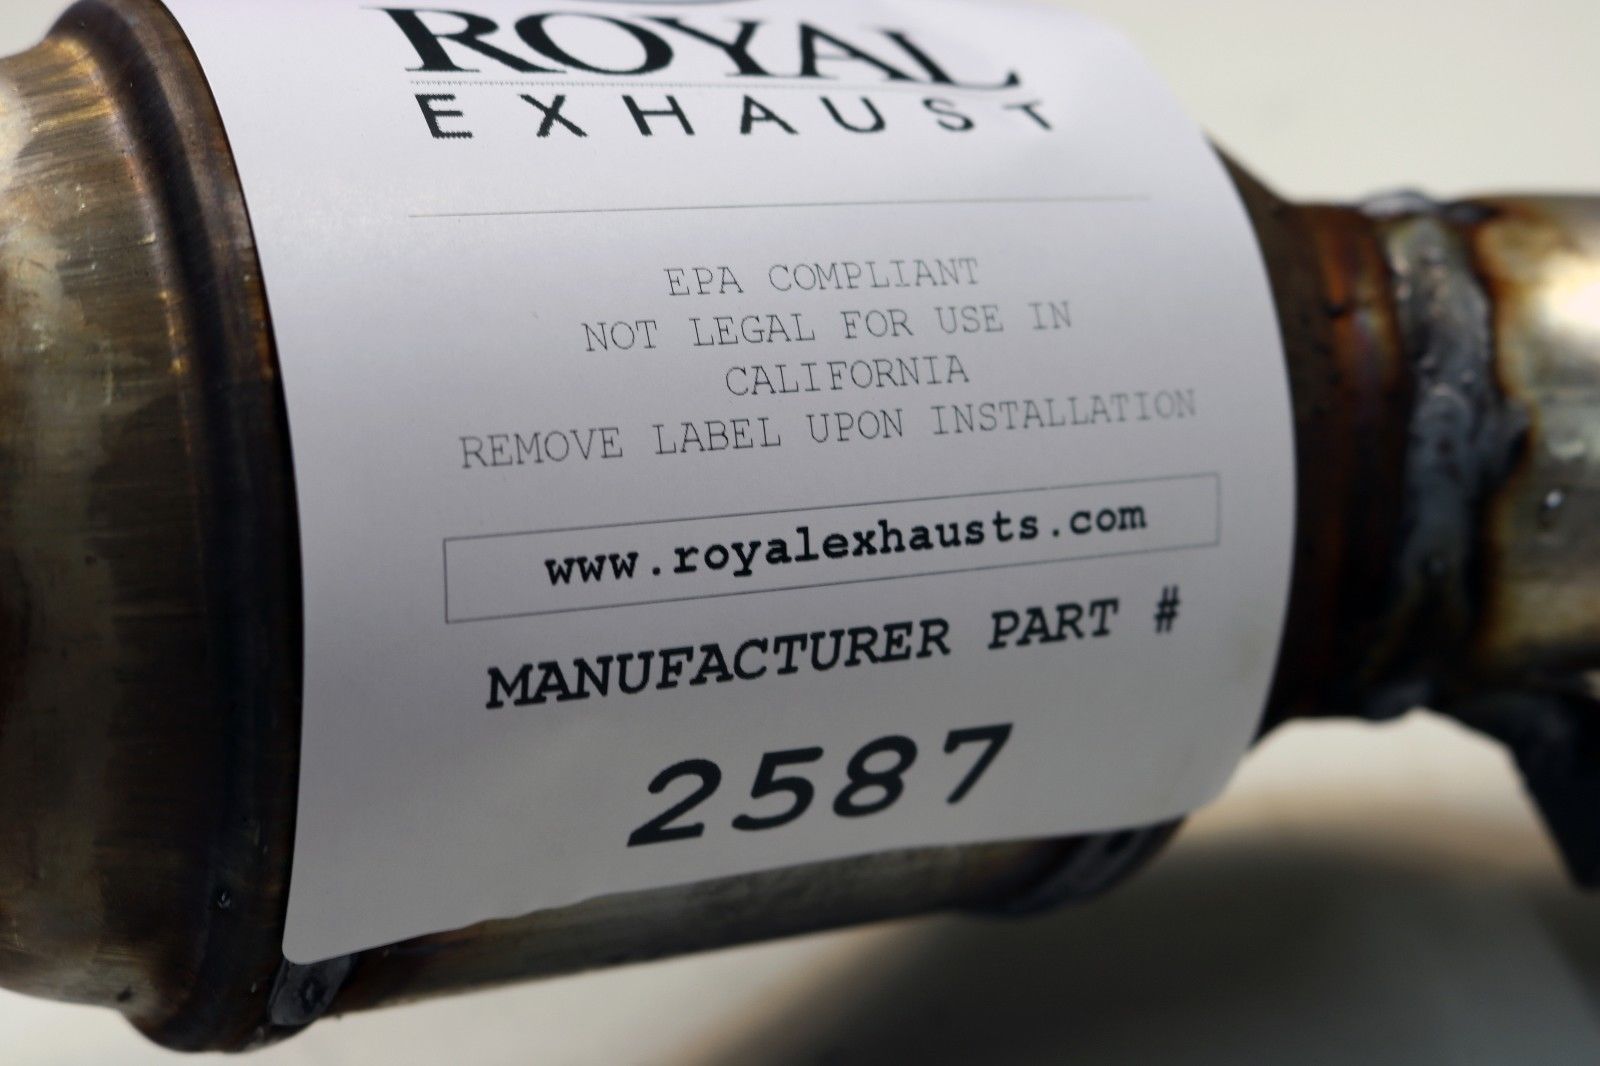 ROYAL
EXHAUST
EPA COMPLIANT
NOT LEGAL FOR USE IN
CALIFORNIA
REMOVE LABEL UPON INSTALLATION
www.royalexhausts.com
MANUFACTURER PART #
2587